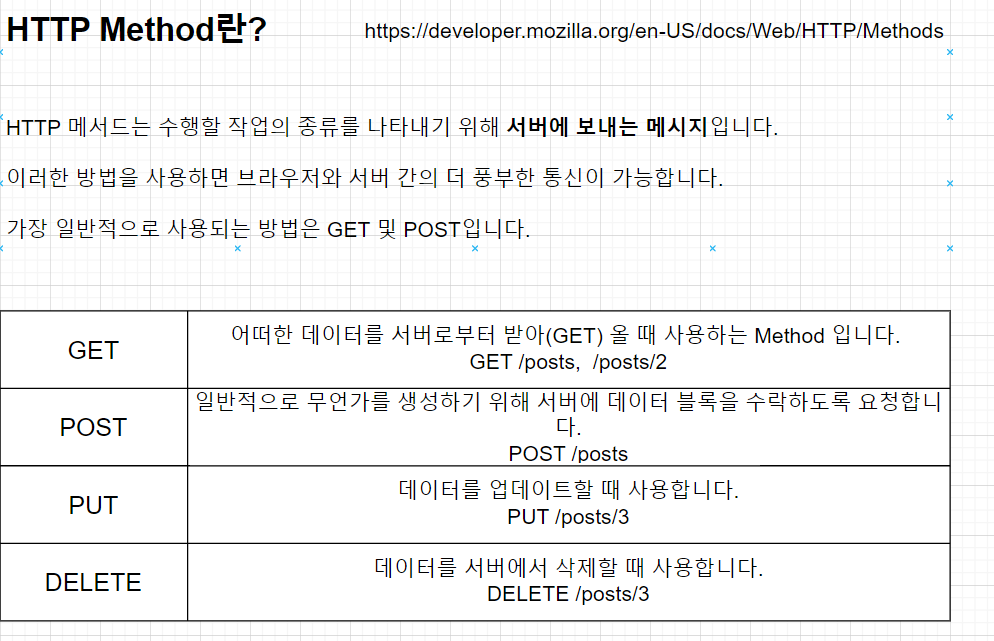 HTTP Method란?
https://developer.mozilla.org/en-US/docs/Web/HTTP/Methods
HTTP 메서드는 수행할 작업의 종류를 나타내기 위해 서버에 보내는 메시지입니다.
이러한 방법을 사용하면 브라우저와 서버 간의 더 풍부한 통신이 가능합니다.
가장 일반적으로 사용되는 방법은 GET 및 POST입니다.
GET
어떠한 데이터를 서버로부터 받아(GET) 올 때 사용하는 Method 입니다.
GET /posts, /posts/2
POST
일반적으로 무언가를 생성하기 위해 서버에 데이터 블록을 수락하도록 요청합니
다.
POST /posts
PUT
데이터를 업데이트할 때 사용합니다.
PUT /posts/3
DELETE
데이터를 서버에서 삭제할 때 사용합니다.
DELETE /posts/3